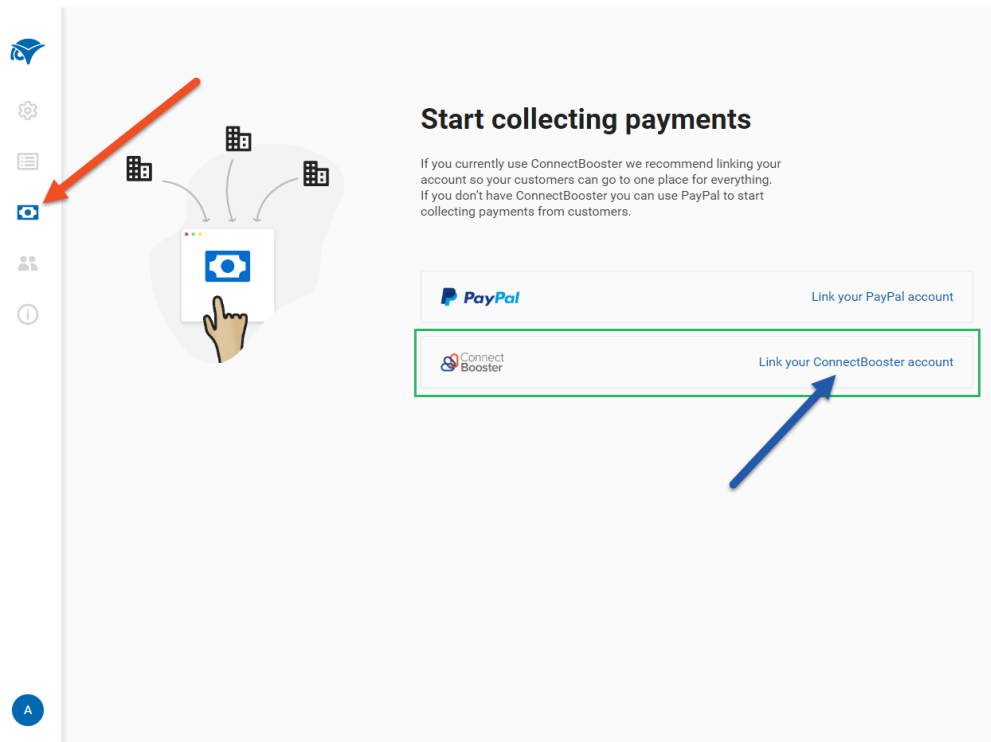 Start collecting payments
If you currently use ConnectBooster we recommend linking your
account so your customers can go to one place for everything.
If you don't have ConnectBooster you can use PayPal to start
collecting payments from customers.
PayPal
Link your PayPal account
Connect
Booster
Link your ConnectBooster account
A